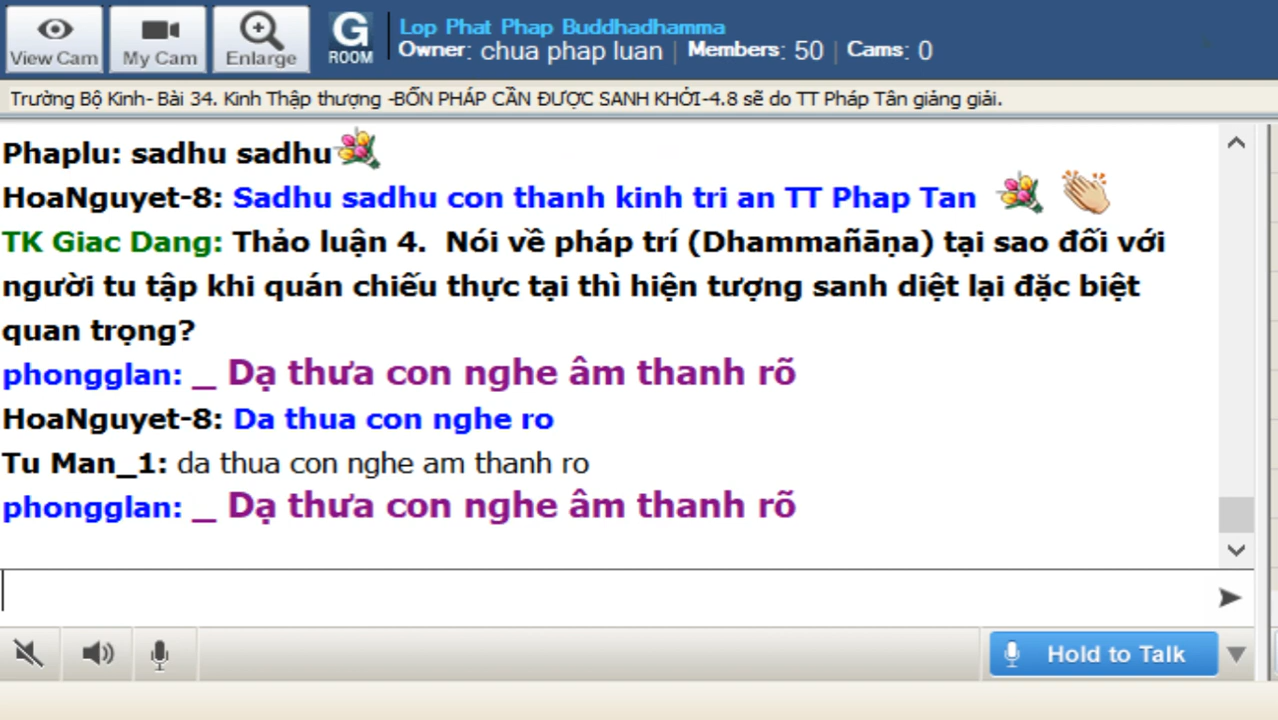 View Cam
My Cam
Enlarge
G
ROOM
Lop Phat Phap Buddhadhamma
Owner: chua phap luan | Members: 50 | Cams: 0
Trường Bộ Kinh- Bài 34. Kinh Thập thượng -BỐN PHÁP CẦN ĐƯỢC SANH KHỞI-4.8 sẽ do TT Pháp Tân giảng giải.
Phaplu: sadhu sadhu
HoaNguyet-8: Sadhu sadhu con thanh kinh tri an TT Phap Tan
TK Giac Dang: Thảo luận 4. Nói về pháp trí (Dhammañāṇa) tại sao đối với
người tu tập khi quán chiếu thực tại thì hiện tượng sanh diệt lại đặc biệt
quan trọng?
phongglan: _ Dạ thưa con nghe âm thanh rõ
HoaNguyet-8: Da thua con nghe ro
Tu Man_1: da thua con nghe am thanh ro
phongglan: _ Dạ thưa con nghe âm thanh rõ
Hold to Talk